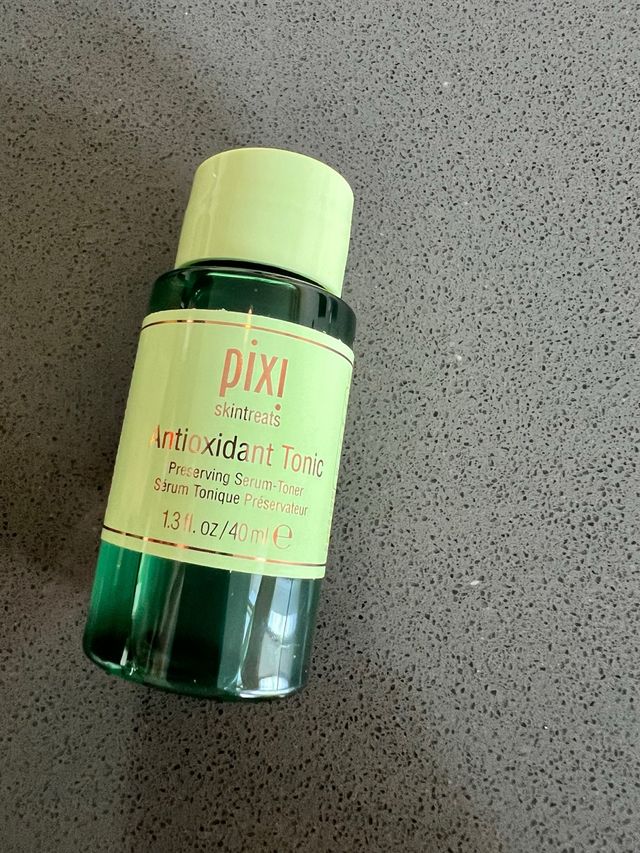 pixi
skintreats
Antioxidant Tonic
Preserving Serum-Toner
Sérum Tonique Préservateur
1.3 fl. oz/40 ml ℮